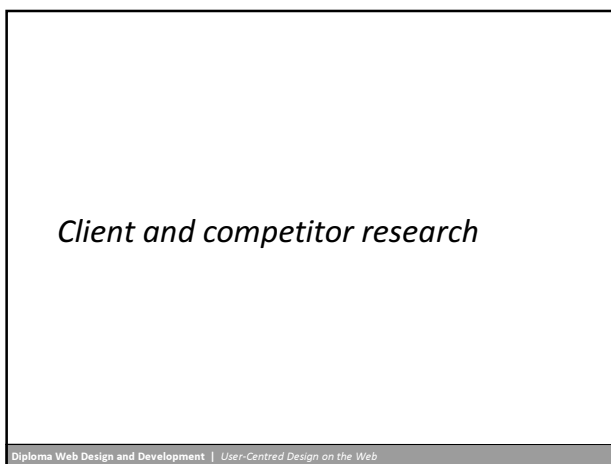 Client and competitor research
Diploma Web Design and Development | User-Centred Design on the Web